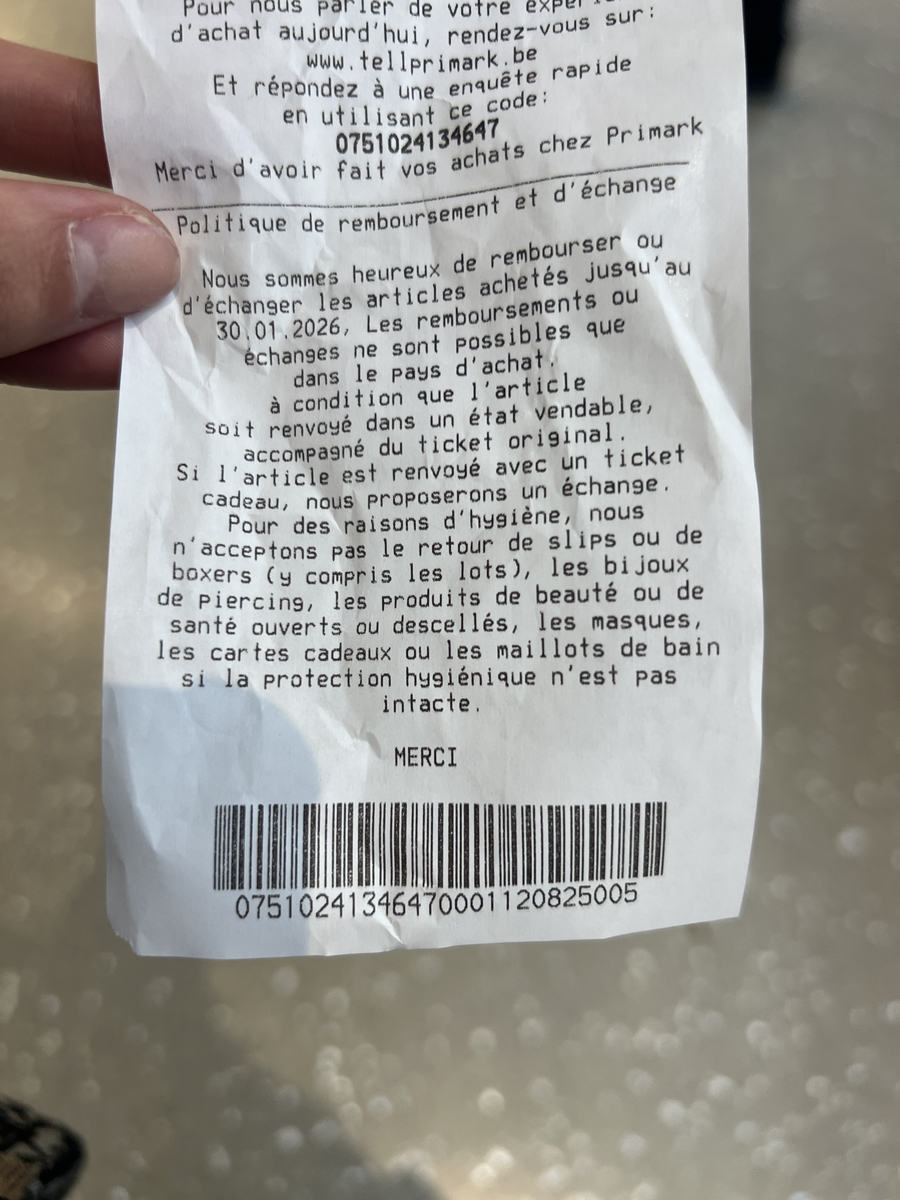 Pour nous parler de votre
d'achat aujourd'hui, rendez-vous sur:
www.tellprimark.be
Et répondez à une enquête rapide
en utilisant ce code:
0751024134647
Merci d'avoir fait vos achats chez Primark
Politique de remboursement et d'échange
Nous sommes heureux de rembourser ou
d'échanger les articles achetés jusqu'au
30.01.2026, Les remboursements ou
échanges ne sont possibles que
dans le pays d'achat.
à condition que l'article
soit renvoyé dans un état vendable,
accompagné du ticket original.
Si l'article est renvoyé avec un ticket
cadeau, nous proposerons un échange.
Pour des raisons d'hygiène, nous
n'acceptons pas le retour de slips ou de
boxers (y compris les lots), les bijoux
de piercing, les produits de beauté ou de
santé ouverts ou descellés, les masques,
les cartes cadeaux ou les maillots de bain
si la protection hygiénique n'est pas
intacte.
MERCI
07510241346470001120825005